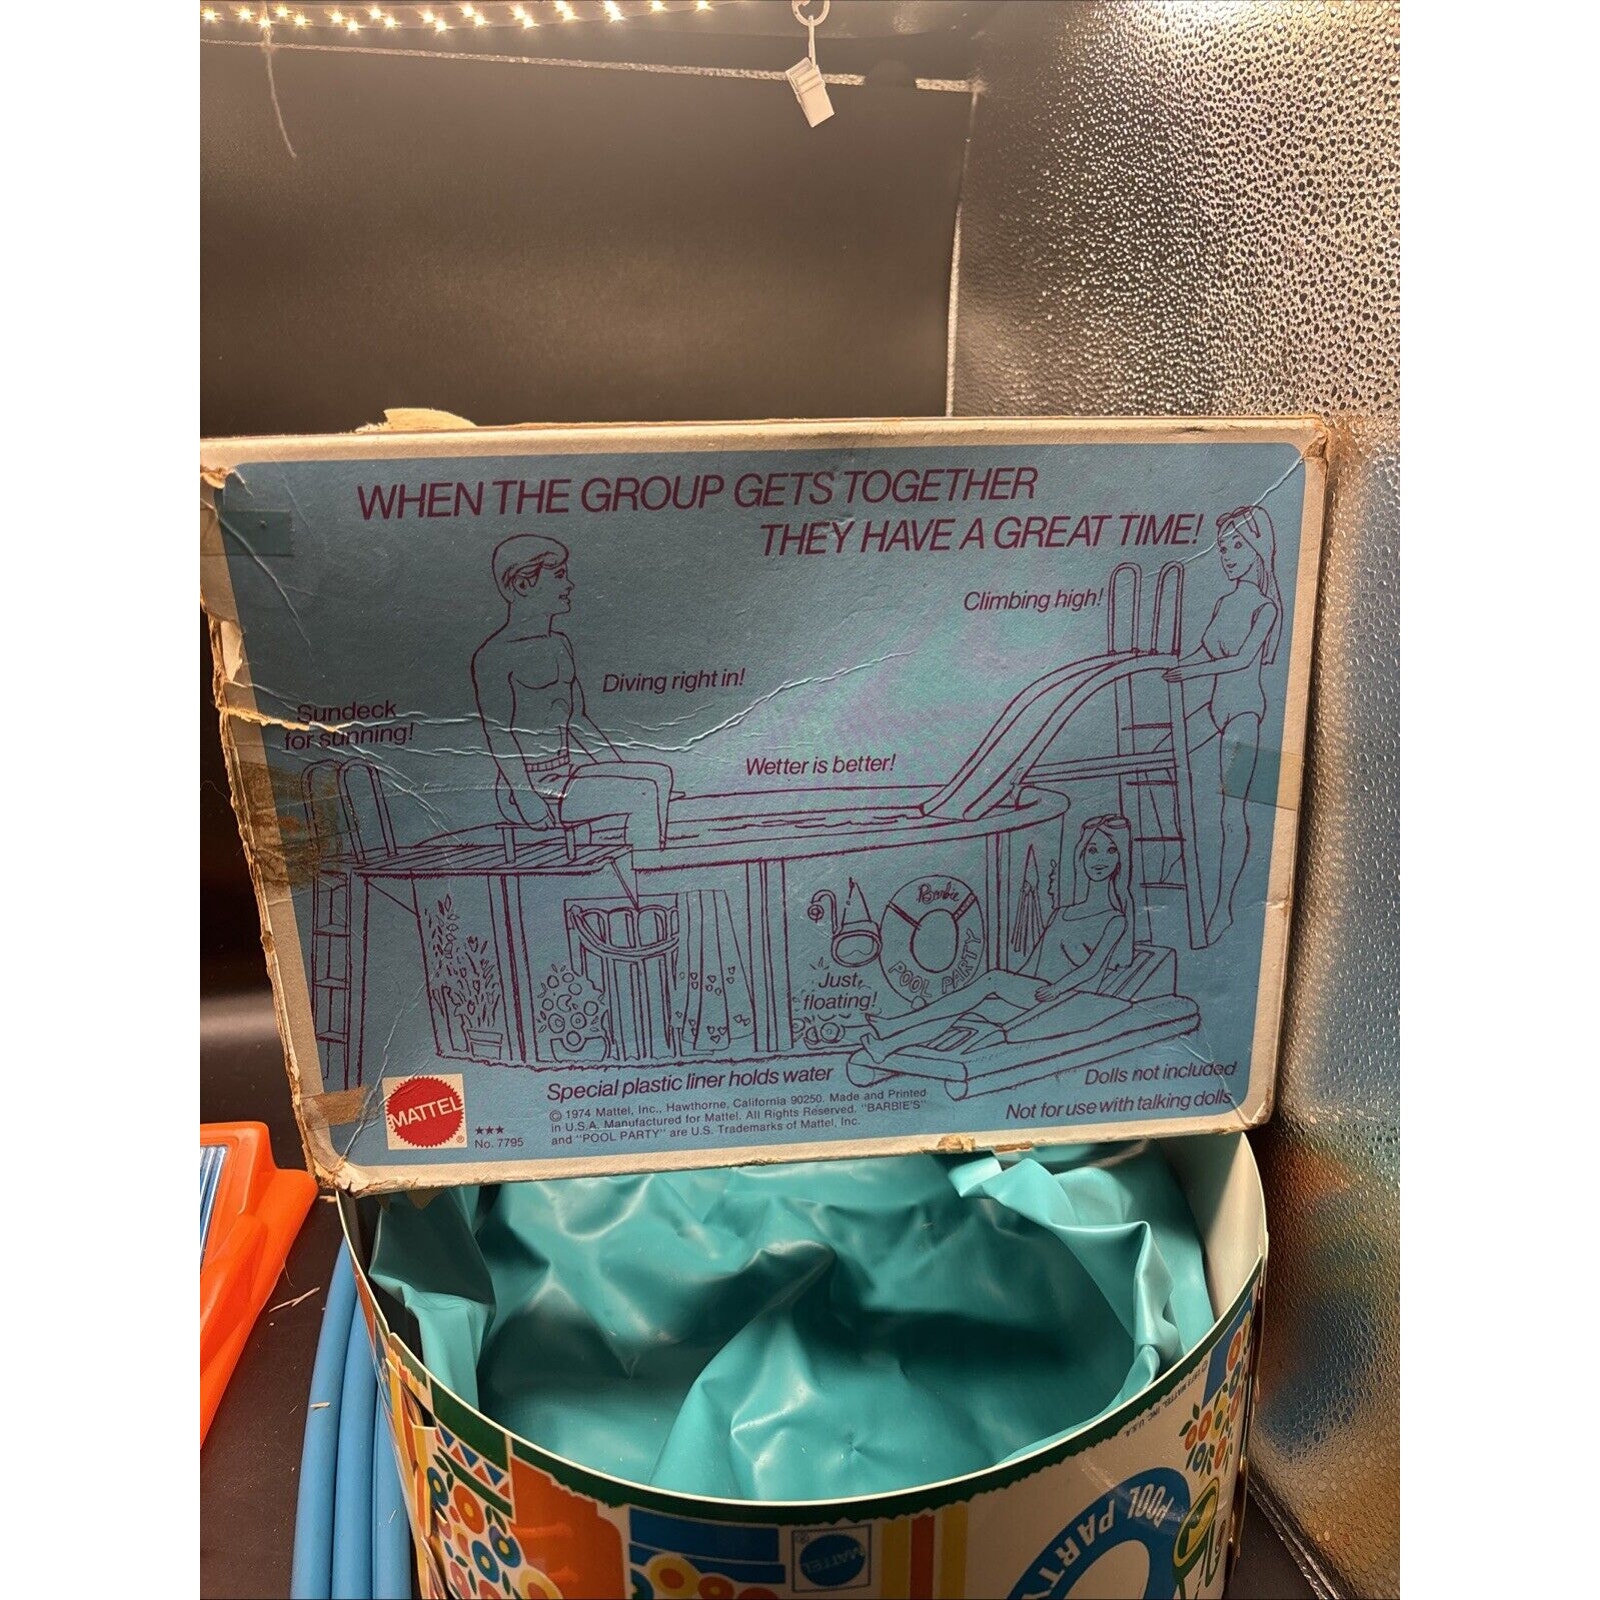 WHEN THE GROUP GETS TOGETHER
THEY HAVE A GREAT TIME!
Climbing high!
Diving right in!
Sundeck
for sunning!
Wetter is better!
Barbie
POOL PARTY
Just
floating!
Special plastic liner holds water
Dolls not included
Not for use with talking dolls
MATTEL
®
★★★
No. 7795
© 1974 Mattel, Inc., Hawthorne, California 90250. Made and Printed
in U.S.A. Manufactured for Mattel. All Rights Reserved. "BARBIE'S"
and "POOL PARTY" are U.S. Trademarks of Mattel, Inc.
© 1973 MATTEL, INC. U.S.A.
POOL PARTY
MATTEL
®